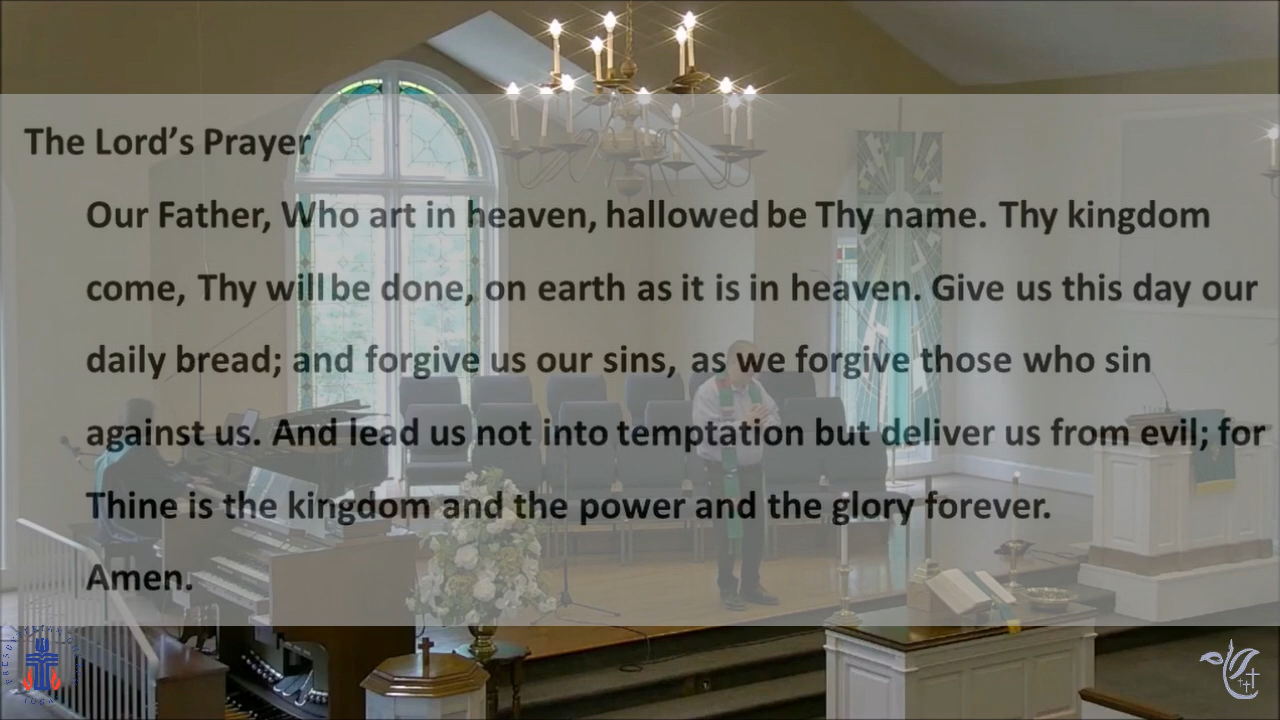 The Lord’s Prayer
Our Father, Who art in heaven, hallowed be Thy name. Thy kingdom
come, Thy will be done, on earth as it is in heaven. Give us this day our
daily bread; and forgive us our sins, as we forgive those who sin
against us. And lead us not into temptation but deliver us from evil; for
Thine is the kingdom and the power and the glory forever.
Amen.